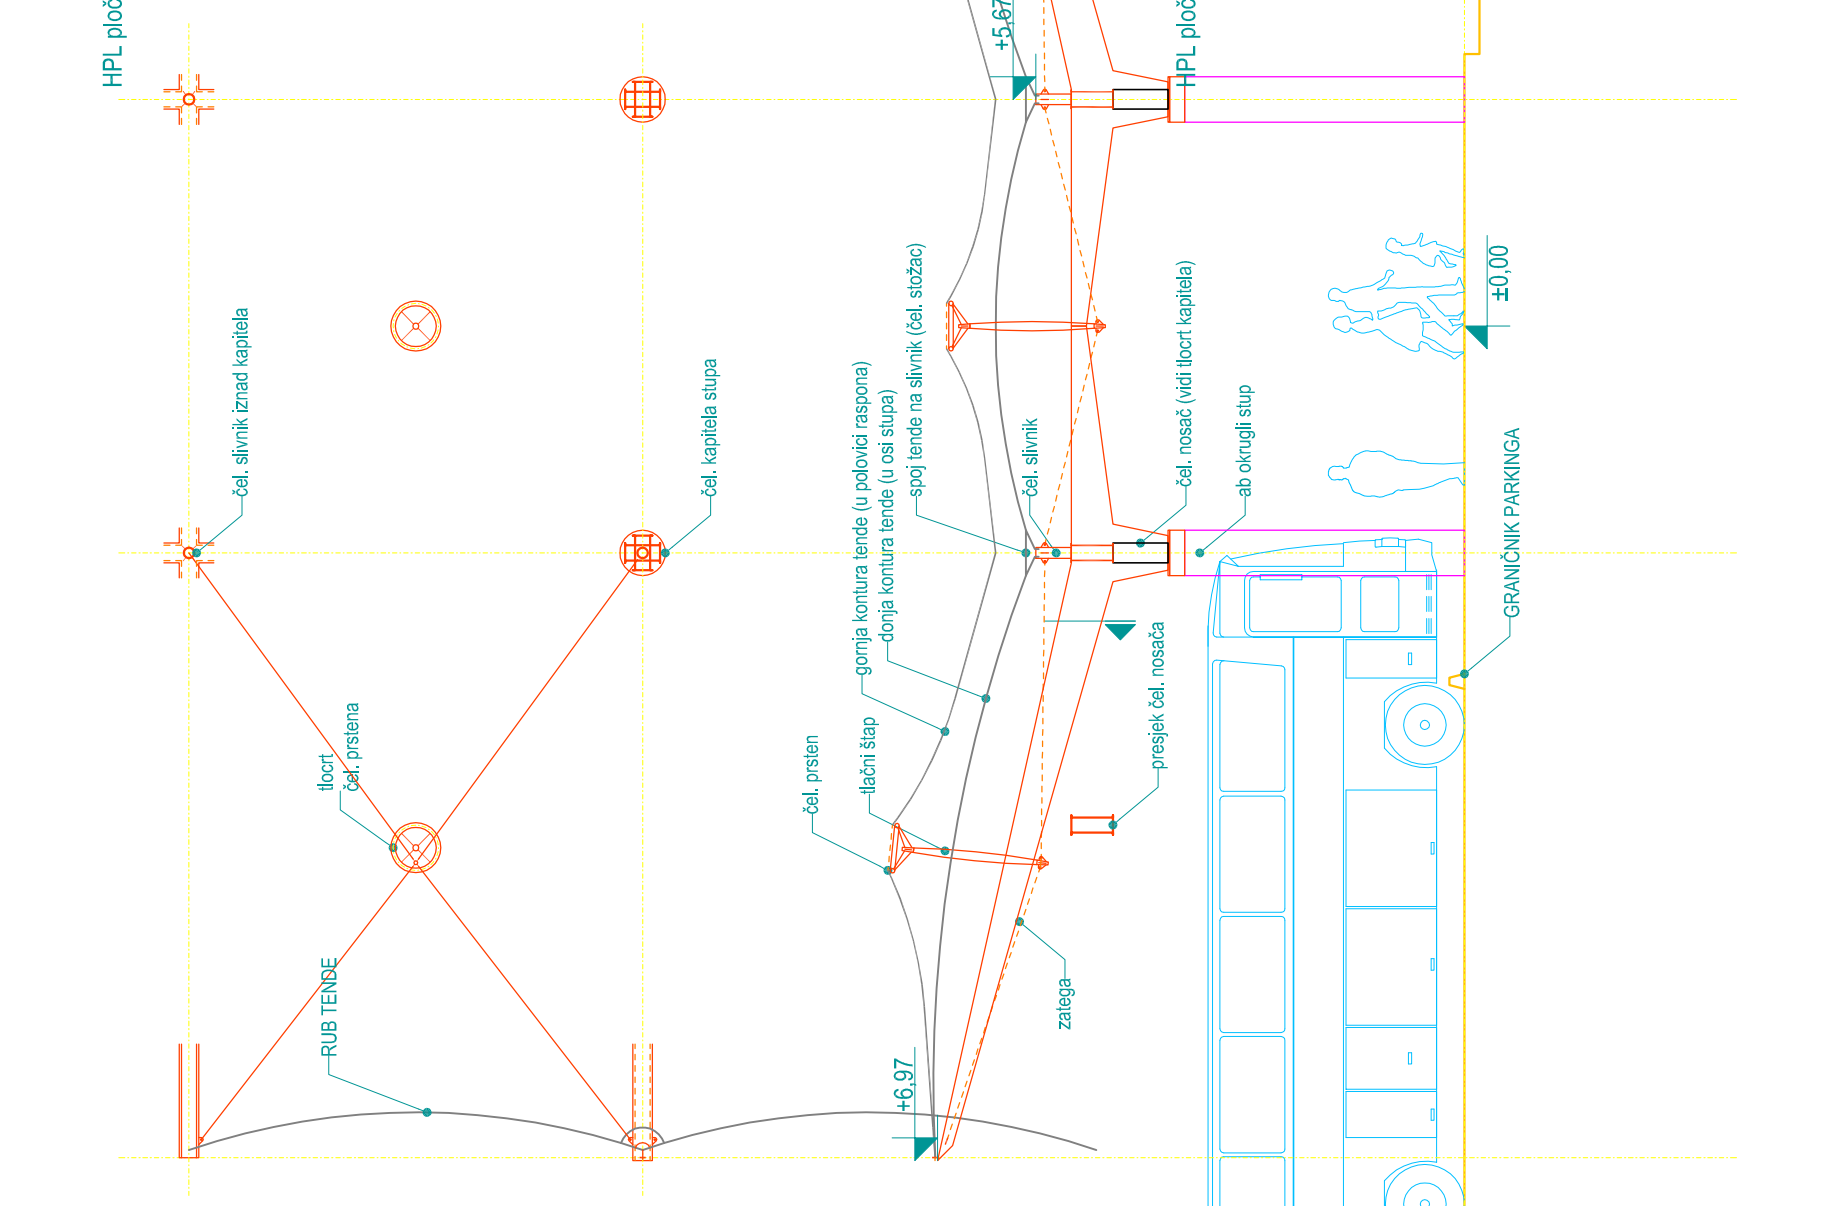 HPL ploč
čel. slivnik iznad kapitela
tlocrt
čel. prstena
RUB TENDE
čel. kapitela stupa
čel. prsten
gornja kontura tende (u polovici raspona)
tlačni štap
donja kontura tende (u osi stupa)
+6,97
spoj tende na slivnik (čel. stožac)
+5,67
čel. slivnik
zatega
presjek čel. nosača
HPL ploč
čel. nosač (vidi tlocrt kapitela)
ab okrugli stup
±0,00
GRANIČNIK PARKINGA